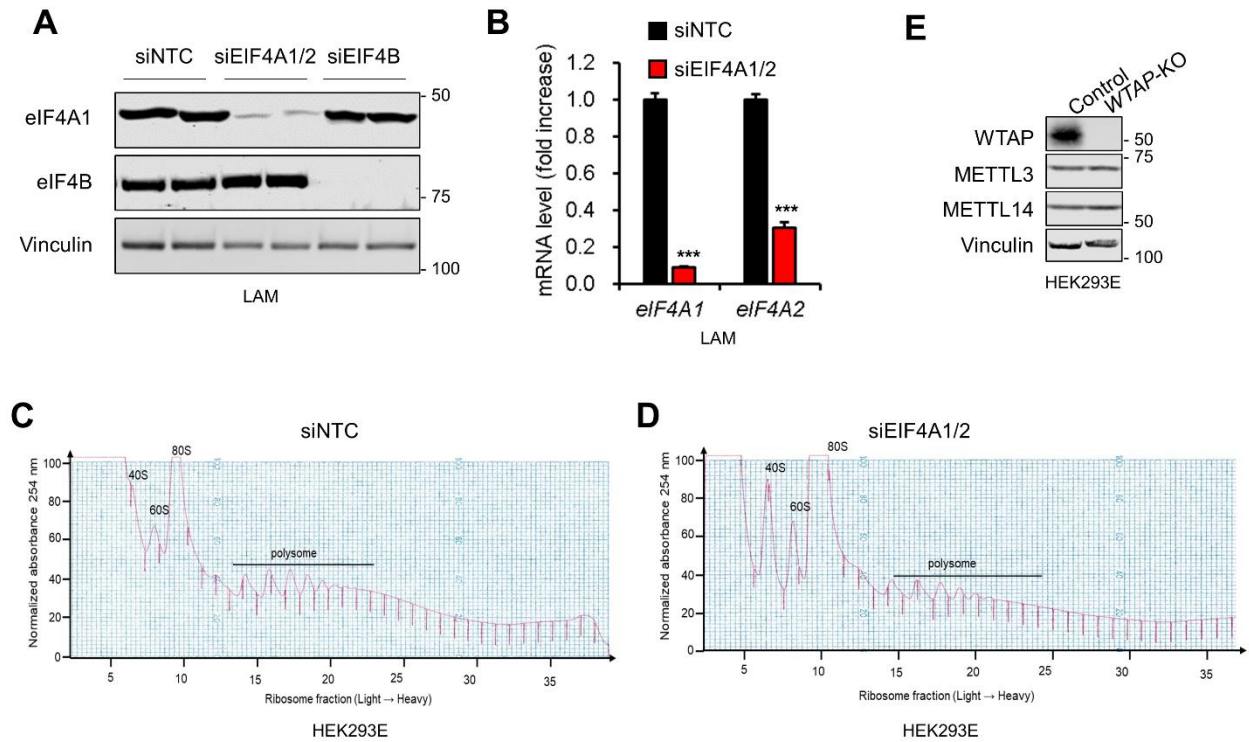 A
siNTC siEIF4A1/2 siEIF4B
eIF4A1
- 50
eIF4B
- 75
Vinculin
- 100
LAM
B
siNTC
siEIF4A1/2
mRNA level (fold increase)
1.2
1.0
0.8
0.6
0.4
0.2
0.0
***
***
eIF4A1 eIF4A2
LAM
E
Control
WTAP-KO
WTAP
- 50
- 75
METTL3
METTL14
- 50
Vinculin
- 100
HEK293E
C
siNTC
Normalized absorbance 254 nm
100
80
60
40
20
0
40S
60S
80S
polysome
5 10 15 20 25 30 35
Ribosome fraction (Light → Heavy)
HEK293E
D
siEIF4A1/2
Normalized absorbance 254 nm
100
80
60
40
20
0
40S
60S
80S
polysome
5 10 15 20 25 30 35
Ribosome fraction (Light → Heavy)
HEK293E